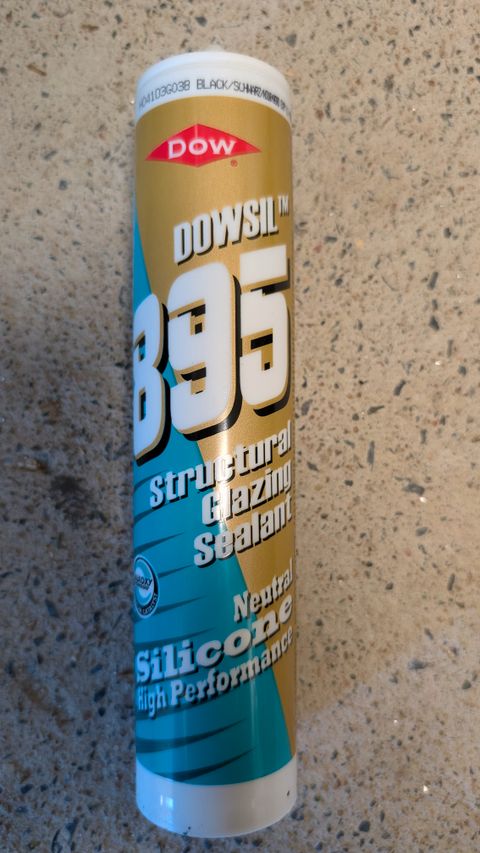 BLACK/SCHWARZ/
DOW
DOWSIL™
895
Structural
Glazing
Sealant
Neutral
Silicone
High Performance